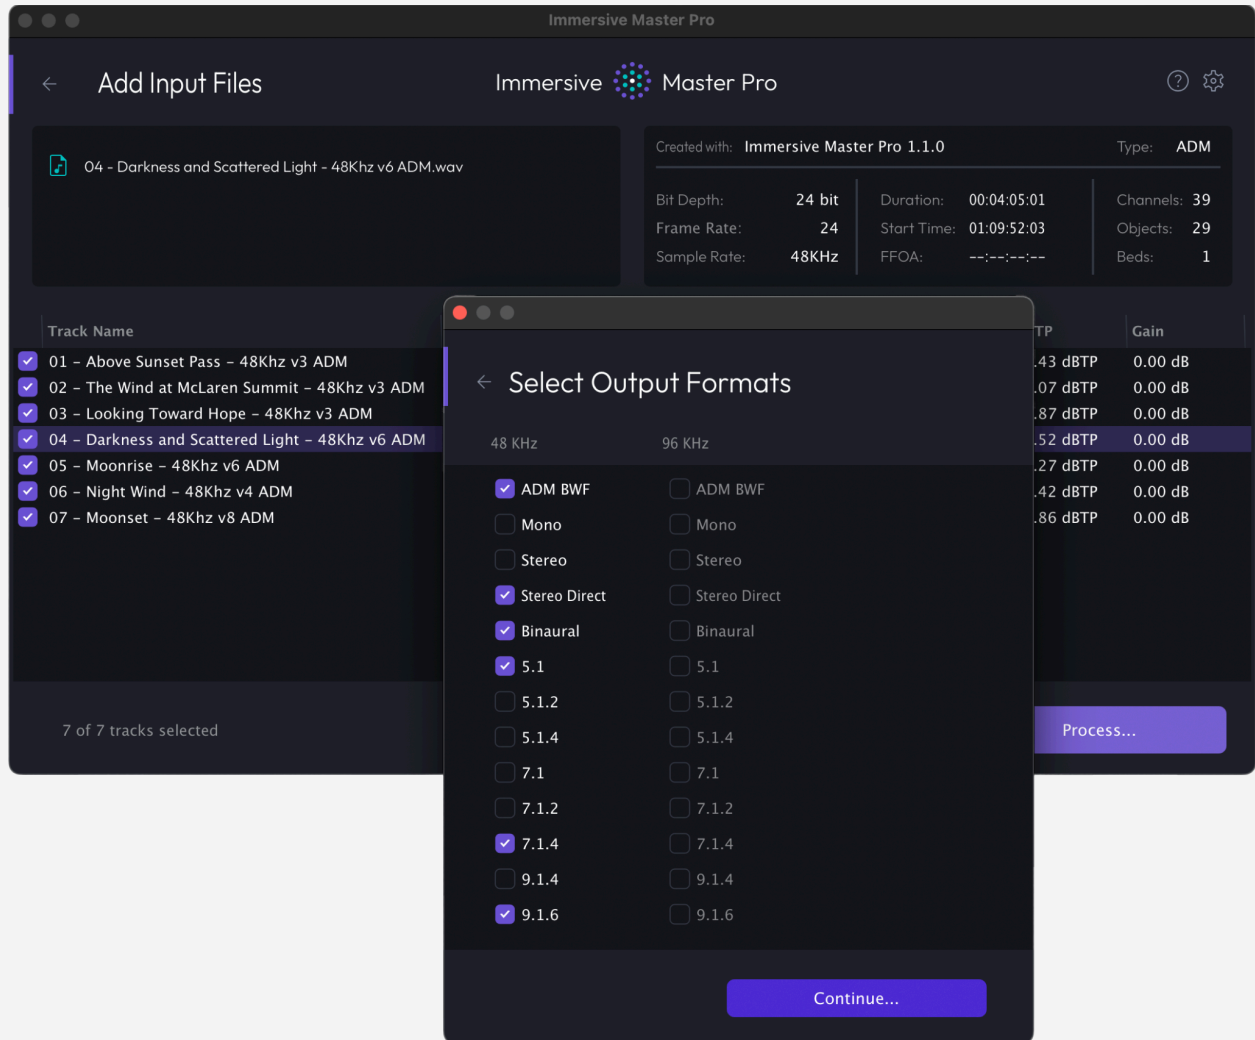 Immersive Master Pro
Add Input Files
Immersive Master Pro
?
04 - Darkness and Scattered Light - 48Khz v6 ADM.wav
Created with: Immersive Master Pro 1.1.0 Type: ADM
Bit Depth: 24 bit Duration: 00:04:05:01 Channels: 39
Frame Rate: 24 Start Time: 01:09:52:03 Objects: 29
Sample Rate: 48KHz FFOA: --:--:--:-- Beds: 1
Track Name TP Gain
01 – Above Sunset Pass – 48Khz v3 ADM .43 dBTP 0.00 dB
02 – The Wind at McLaren Summit – 48Khz v3 ADM .07 dBTP 0.00 dB
03 – Looking Toward Hope – 48Khz v3 ADM .87 dBTP 0.00 dB
04 – Darkness and Scattered Light – 48Khz v6 ADM .52 dBTP 0.00 dB
05 – Moonrise – 48Khz v6 ADM .27 dBTP 0.00 dB
06 – Night Wind – 48Khz v4 ADM .42 dBTP 0.00 dB
07 – Moonset – 48Khz v8 ADM .86 dBTP 0.00 dB
7 of 7 tracks selected
Process...
Select Output Formats
48 KHz 96 KHz
ADM BWF ADM BWF
Mono Mono
Stereo Stereo
Stereo Direct Stereo Direct
Binaural Binaural
5.1 5.1
5.1.2 5.1.2
5.1.4 5.1.4
7.1 7.1
7.1.2 7.1.2
7.1.4 7.1.4
9.1.4 9.1.4
9.1.6 9.1.6
Continue...